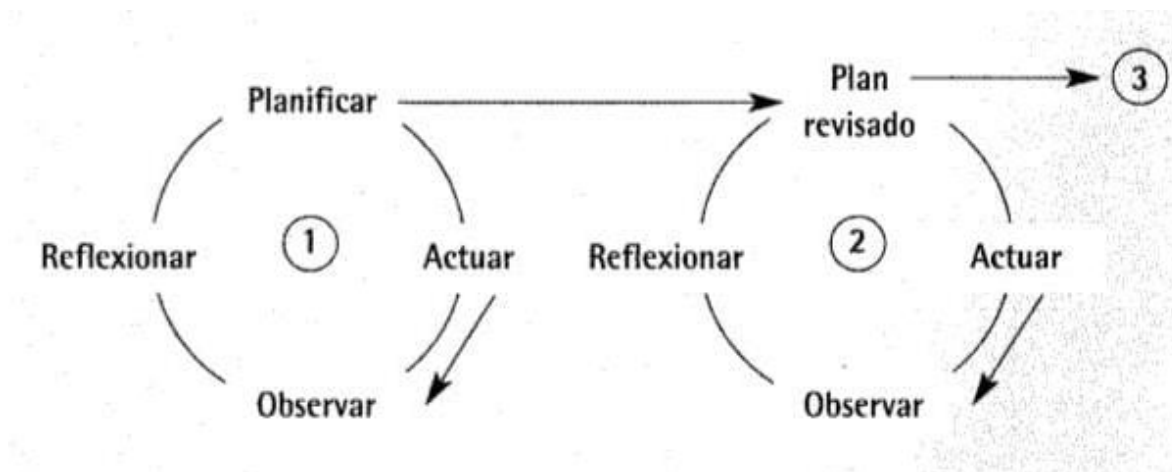 Planificar
Plan
revisado
3
Reflexionar
1
Actuar
Reflexionar
2
Actuar
Observar
Observar